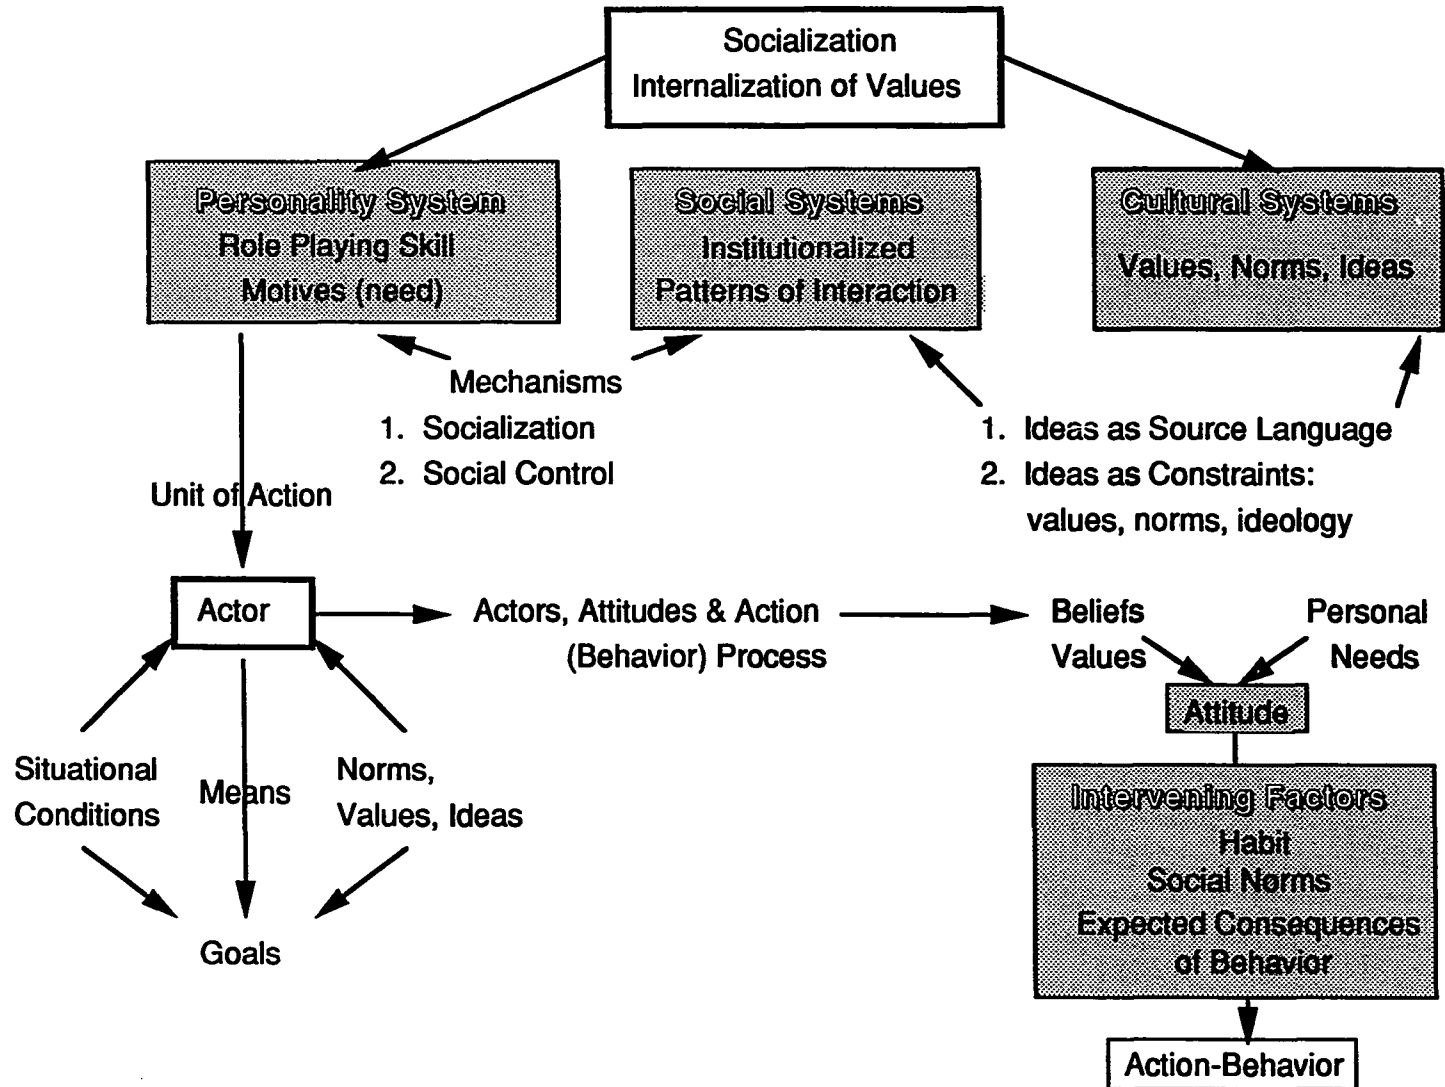 Socialization
Internalization of Values
Personality System
Role Playing Skill
Motives (need)
Social Systems
Institutionalized
Patterns of Interaction
Cultural Systems
Values, Norms, Ideas
Mechanisms
1. Socialization
2. Social Control
1. Ideas as Source Language
2. Ideas as Constraints:
values, norms, ideology
Unit of Action
Actor
Actors, Attitudes & Action
(Behavior) Process
Beliefs
Values
Personal
Needs
Attitude
Situational
Conditions
Means
Norms,
Values, Ideas
Goals
Intervening Factors
Habit
Social Norms
Expected Consequences
of Behavior
Action-Behavior